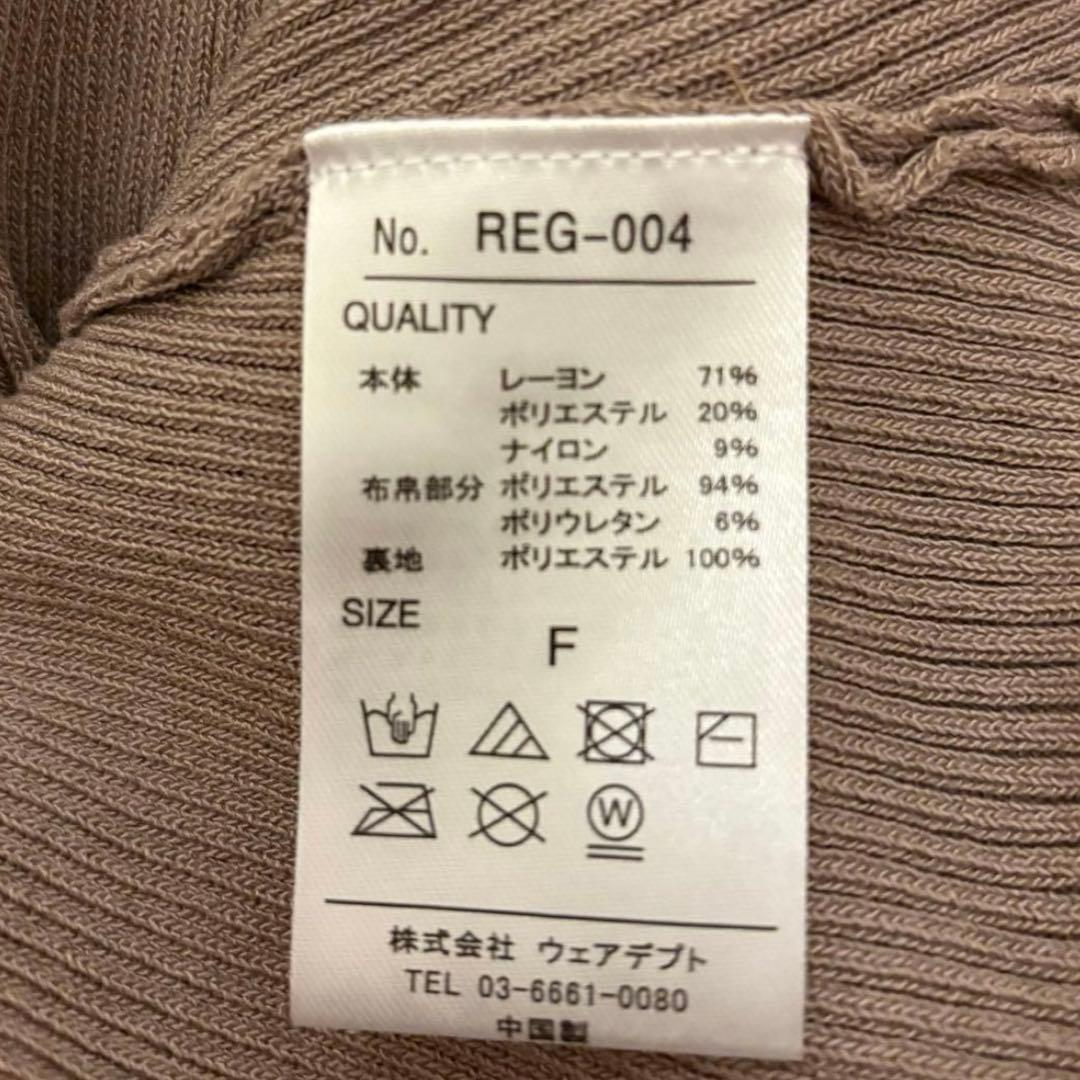 No. REG-004
QUALITY
本体 レーヨン 71%
ポリエステル 20%
ナイロン 9%
布帛部分 ポリエステル 94%
ポリウレタン 6%
裏地 ポリエステル 100%
SIZE
F
W
株式会社 ウェアデプト
TEL 03-6661-0080
中国製